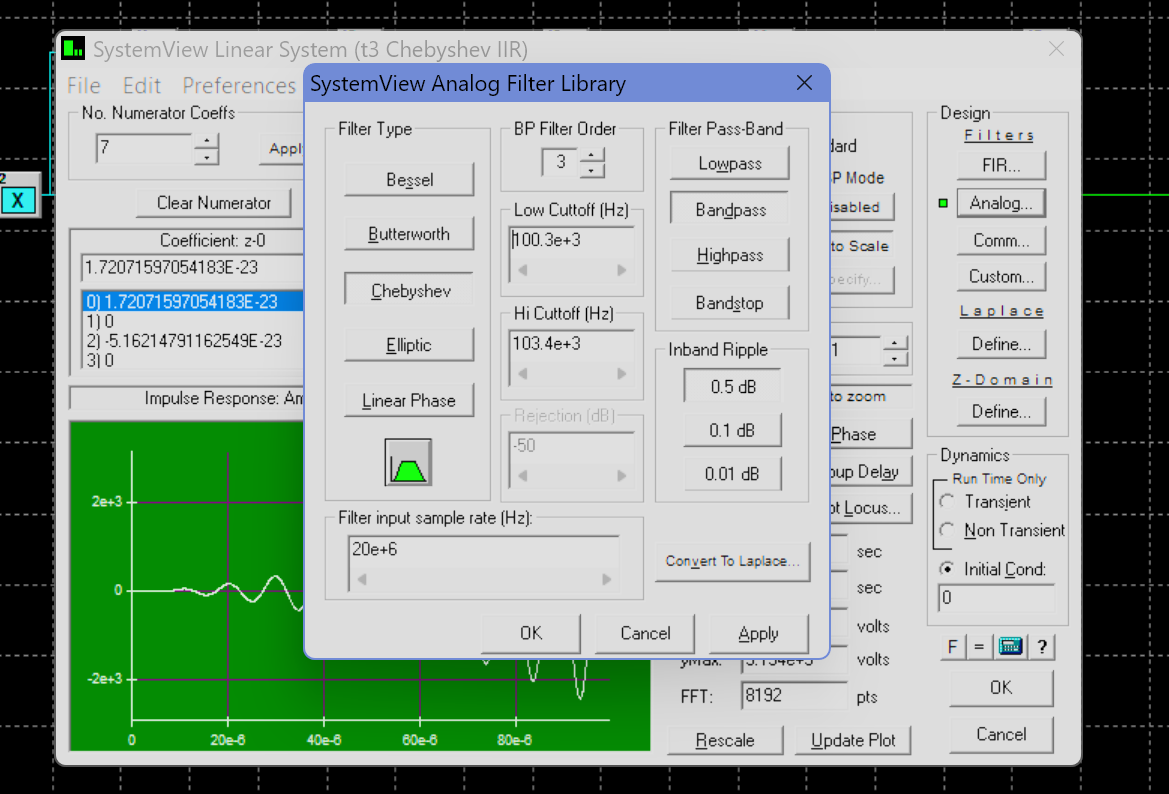 SystemView Linear System (t3 Chebyshev IIR)
File Edit Preferences
No. Numerator Coeffs
7
Clear Numerator
Coefficient: z-0
1.72071597054183E-23
0) 1.72071597054183E-23
1) 0
2) -5.16214791162549E-23
3) 0
Impulse Response:
2e+3
0
-2e+3
0 20e-6 40e-6 60e-6 80e-6
2
X
SystemView Analog Filter Library
Filter Type
Bessel
Butterworth
Chebyshev
Elliptic
Linear Phase
BP Filter Order
3
Low Cuttoff (Hz)
100.3e+3
Hi Cuttoff (Hz)
103.4e+3
Rejection (dB)
-50
Filter Pass-Band
Lowpass
Bandpass
Highpass
Bandstop
Inband Ripple
0.5 dB
0.1 dB
0.01 dB
Filter input sample rate (Hz):
20e+6
Convert To Laplace...
OK Cancel Apply
P Mode
to Scale
1
to zoom
Phase
up Delay
t Locus...
sec
sec
volts
volts
FFT: 8192 pts
Rescale Update Plot
Design
Filters
FIR...
Analog...
Comm...
Custom...
Laplace
Define...
Z-Domain
Define...
Dynamics
Run Time Only
Transient
Non Transient
Initial Cond:
0
F = ?
OK
Cancel